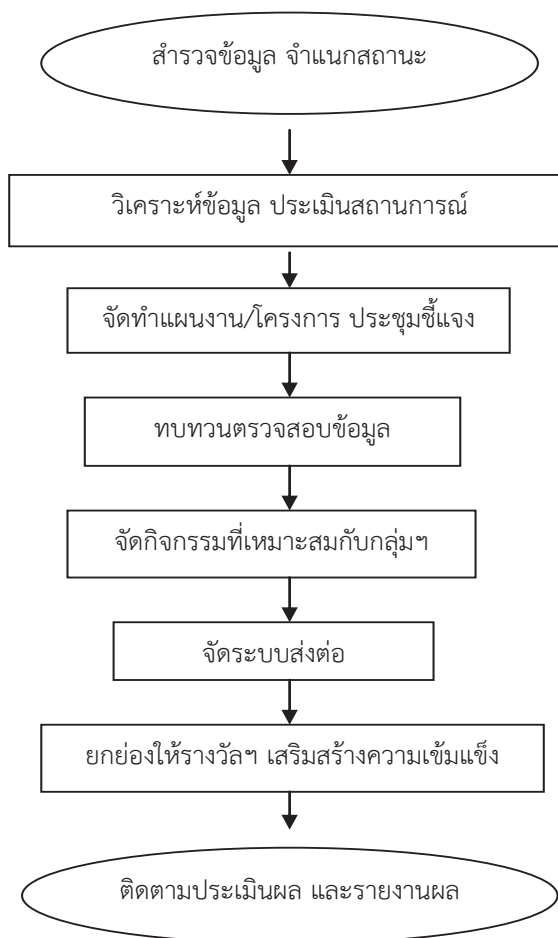 สำรวจข้อมูล จำแนกสถานะ
วิเคราะห์ข้อมูล ประเมินสถานการณ์
จัดทำแผนงาน/โครงการ ประชุมชี้แจง
ทบทวนตรวจสอบข้อมูล
จัดกิจกรรมที่เหมาะสมกับกลุ่มฯ
จัดระบบส่งต่อ
ยกย่องให้รางวัลฯ เสริมสร้างความเข้มแข็ง
ติดตามประเมินผล และรายงานผล